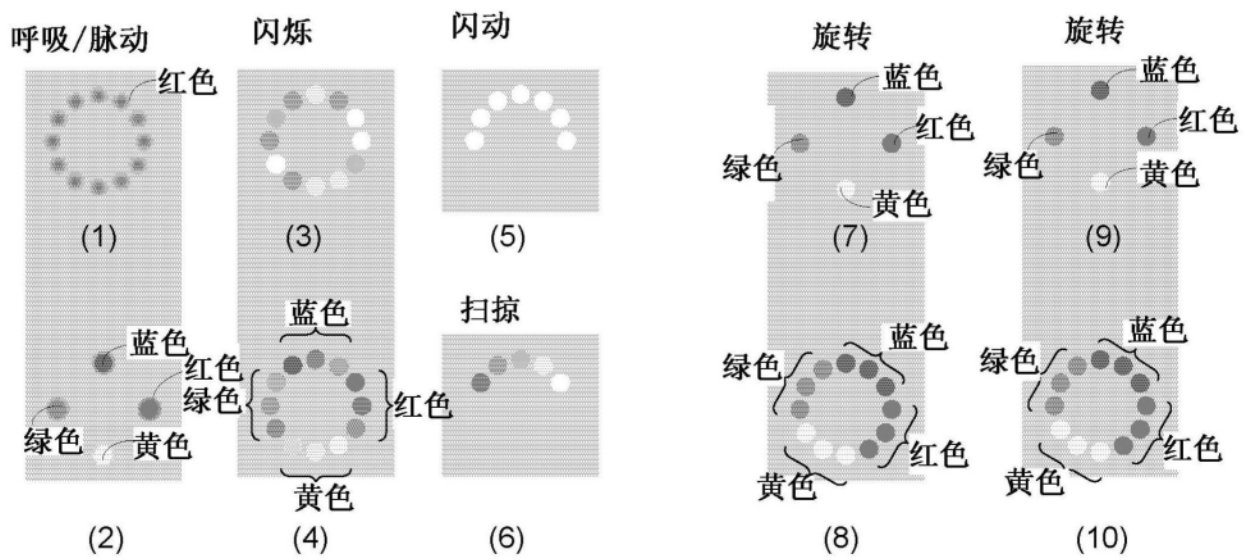 呼吸/脉动
闪烁
闪动
旋转
旋转
红色
蓝色
红色
绿色
黄色
蓝色
红色
绿色
黄色
(1)
(3)
(5)
(7)
(9)
扫掠
蓝色
红色
绿色
黄色
蓝色
绿色
红色
黄色
蓝色
绿色
红色
黄色
蓝色
绿色
红色
黄色
(2)
(4)
(6)
(8)
(10)